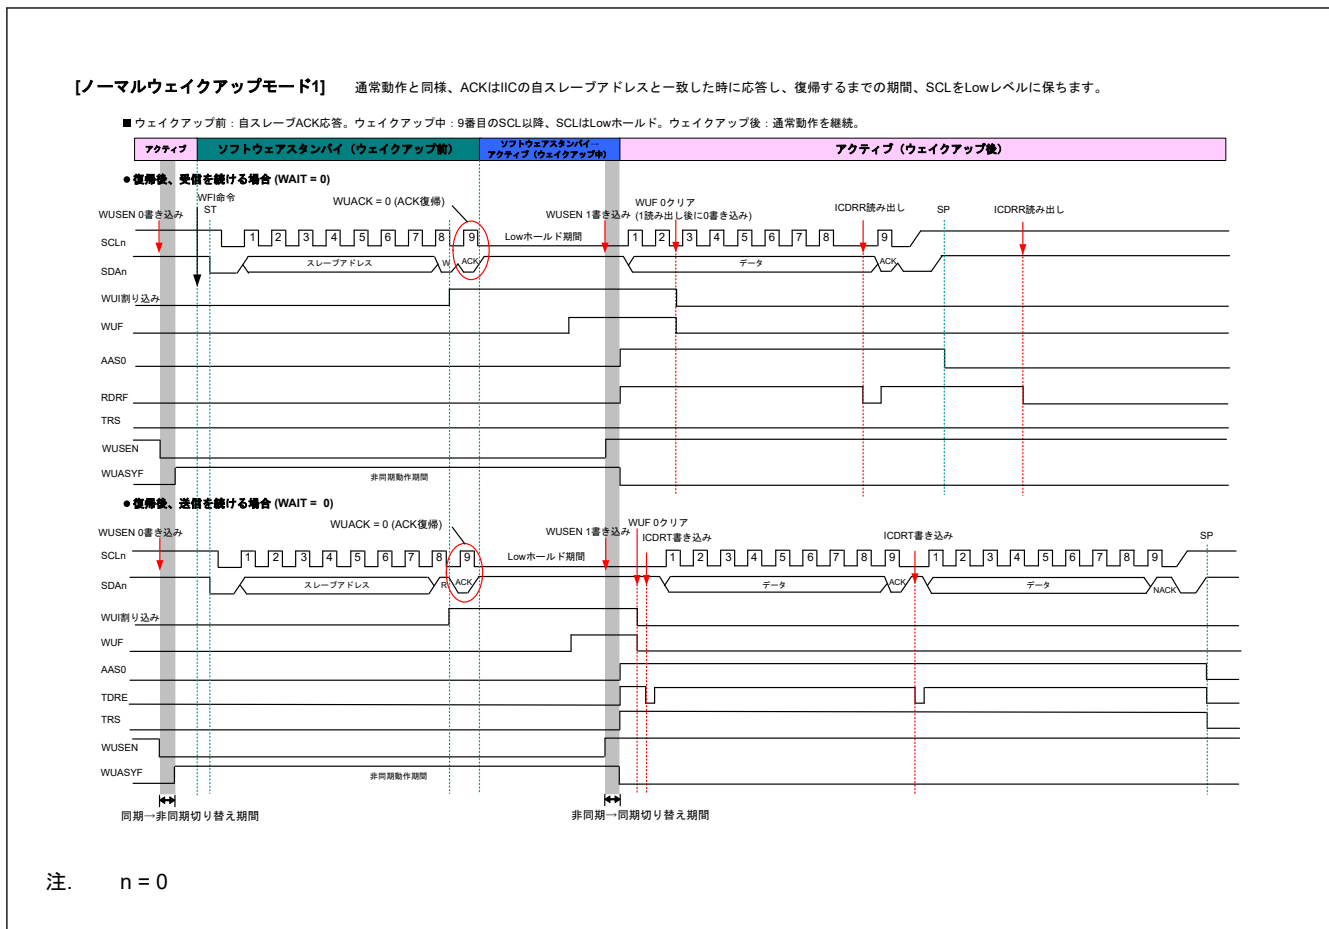 [ノーマルウェイクアップモード1] 通常動作と同様、ACKはIICの自スレーブアドレスと一致した時に応答し、復帰するまでの期間、SCLをLowレベルに保ちます。
■ ウェイクアップ前：自スレーブACK応答。ウェイクアップ中：9番目のSCL以降、SCLはLowホールド。ウェイクアップ後：通常動作を継続。
アクティブ ソフトウェアスタンバイ（ウェイクアップ前） ソフトウェアスタンバイ→ アクティブ（ウェイクアップ後）
アクティブ（ウェイクアップ中）
● 復帰後、受信を続ける場合 (WAIT = 0)
WFI命令
WUACK = 0 (ACK復帰)
WUF 0クリア
ICDRR読み出し SP ICDRR読み出し
WUSEN 0書き込み ST WUSEN 1書き込み (1読み出し後に0書き込み)
SCLn 1 2 3 4 5 6 7 8 9 Lowホールド期間 1 2 3 4 5 6 7 8 9
SDAn スレーブアドレス W ACK データ ACK
WUI割り込み
WUF
AAS0
RDRF
TRS
WUSEN
WUASYF 非同期動作期間
● 復帰後、送信を続ける場合 (WAIT = 0)
WUACK = 0 (ACK復帰) WUF 0クリア
WUSEN 0書き込み WUSEN 1書き込み ICDRT書き込み ICDRT書き込み SP
SCLn 1 2 3 4 5 6 7 8 9 Lowホールド期間 1 2 3 4 5 6 7 8 9 1 2 3 4 5 6 7 8 9
SDAn スレーブアドレス R ACK データ ACK データ NACK
WUI割り込み
WUF
AAS0
TDRE
TRS
WUSEN
WUASYF 非同期動作期間
同期→非同期切り替え期間 非同期→同期切り替え期間
注. n = 0